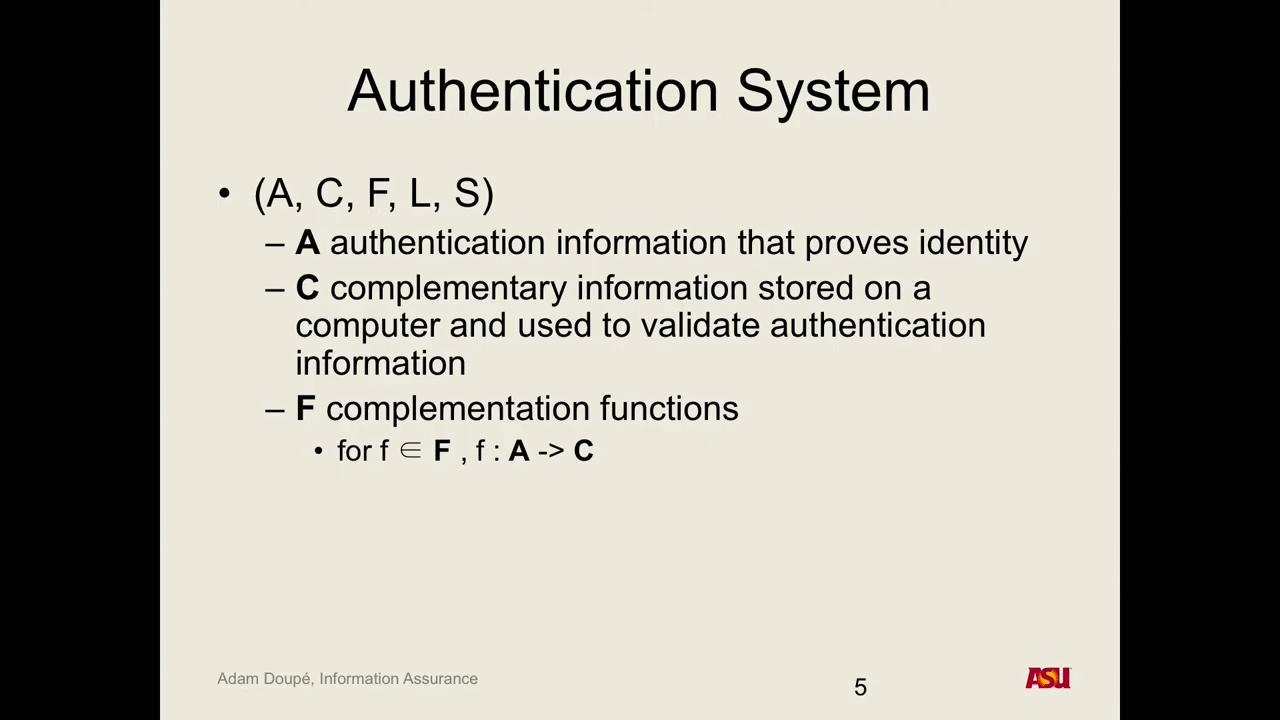 Authentication System
• (A, C, F, L, S)
– A authentication information that proves identity
– C complementary information stored on a
computer and used to validate authentication
information
– F complementation functions
• for f ∈ F , f : A -> C
Adam Doupé, Information Assurance
5
ASU